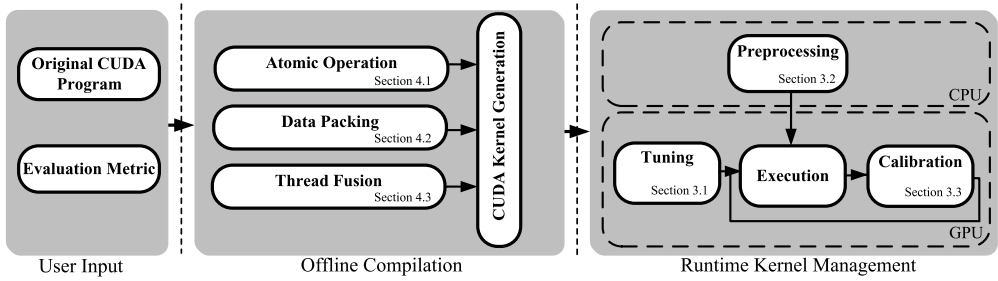 Original CUDA
Program
Evaluation Metric
User Input
Atomic Operation
Section 4.1
Data Packing
Section 4.2
Thread Fusion
Section 4.3
CUDA Kernel Generation
Offline Compilation
Preprocessing
Section 3.2
CPU
Tuning
Section 3.1
Execution
Calibration
Section 3.3
GPU
Runtime Kernel Management